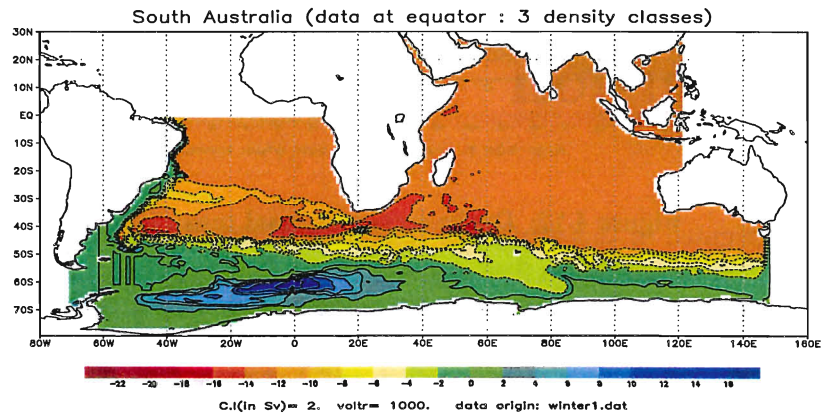 South Australia (data at equator : 3 density classes)
30N
20N
10N
EQ
10S
20S
30S
40S
50S
60S
70S
80W 60W 40W 20W 0 20E 40E 60E 80E 100E 120E 140E 160E
-22 -20 -18 -16 -14 -12 -10 -8 -6 -4 -2 0 2 4 6 8 10 12 14 16
C.I(in Sv)= 2. voltr= 1000. data origin: winter1.dat